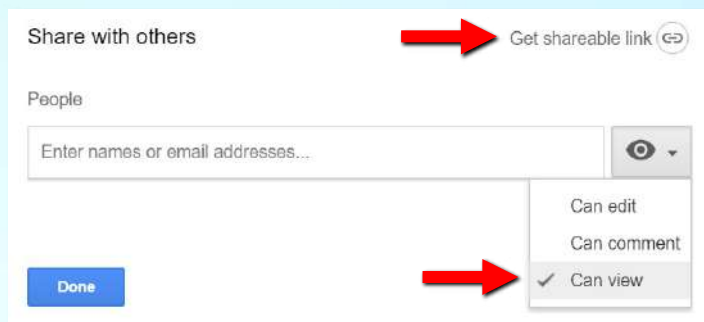 Share with others
Get shareable link
People
Enter names or email addresses...
Can edit
Can comment
Can view
Done